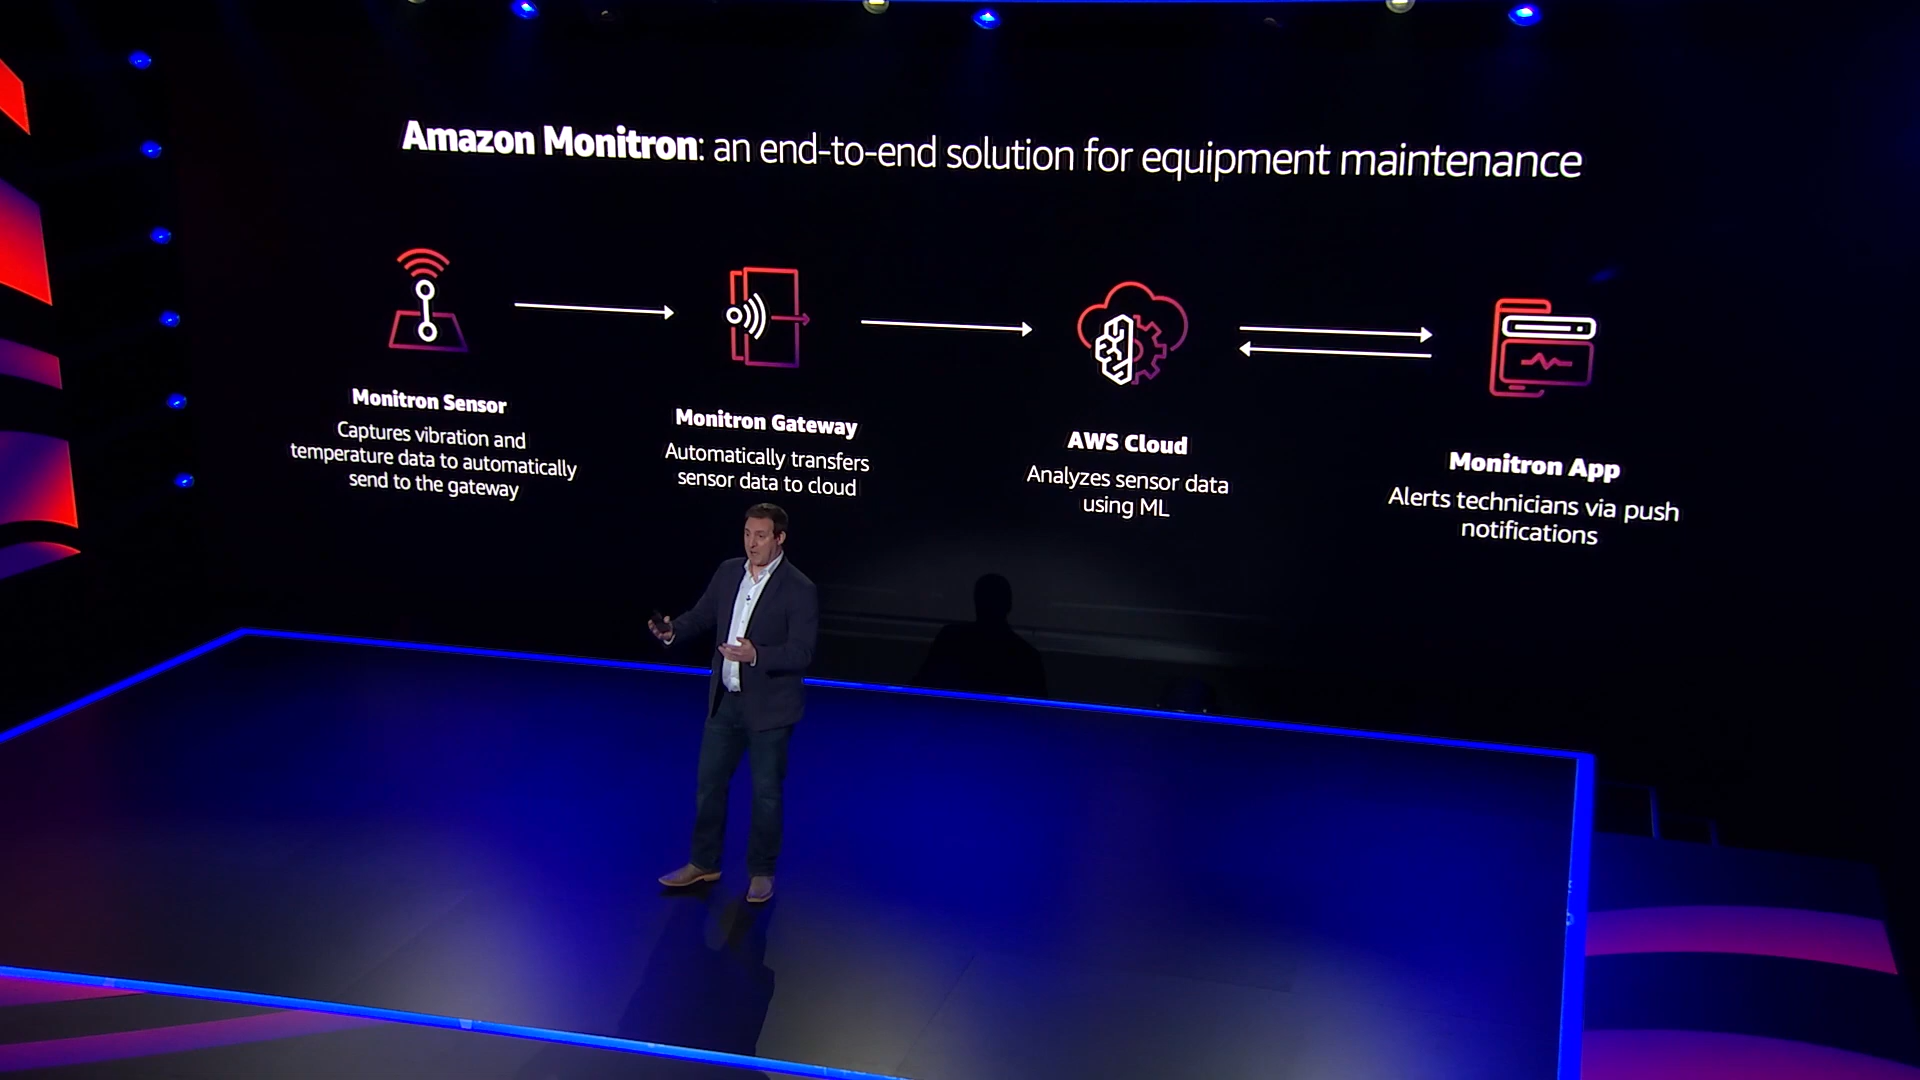 Amazon Monitron: an end-to-end solution for equipment maintenance
Monitron Sensor
Captures vibration and
temperature data to automatically
send to the gateway
Monitron Gateway
Automatically transfers
sensor data to cloud
AWS Cloud
Analyzes sensor data
using ML
Monitron App
Alerts technicians via push
notifications